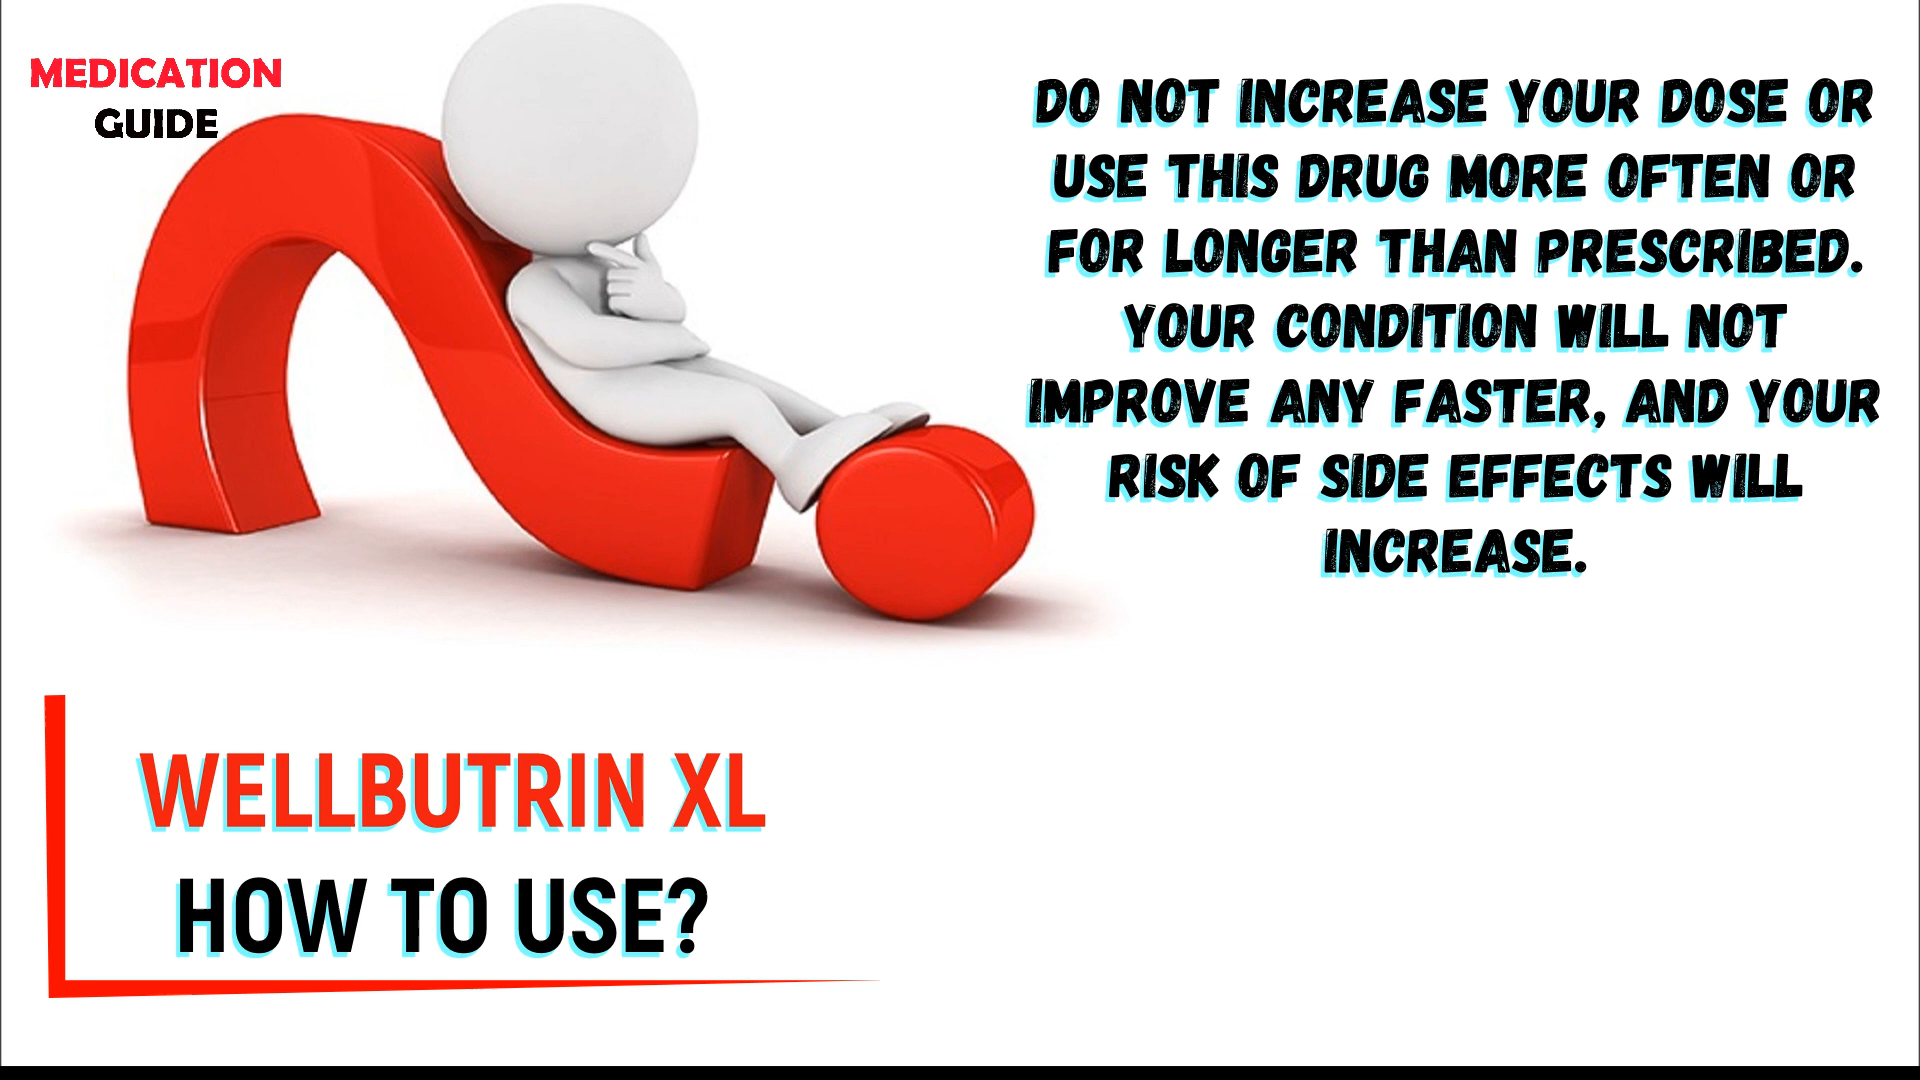 MEDICATION
GUIDE
DO NOT INCREASE YOUR DOSE OR
USE THIS DRUG MORE OFTEN OR
FOR LONGER THAN PRESCRIBED.
YOUR CONDITION WILL NOT
IMPROVE ANY FASTER, AND YOUR
RISK OF SIDE EFFECTS WILL
INCREASE.
WELLBUTRIN XL
HOW TO USE?